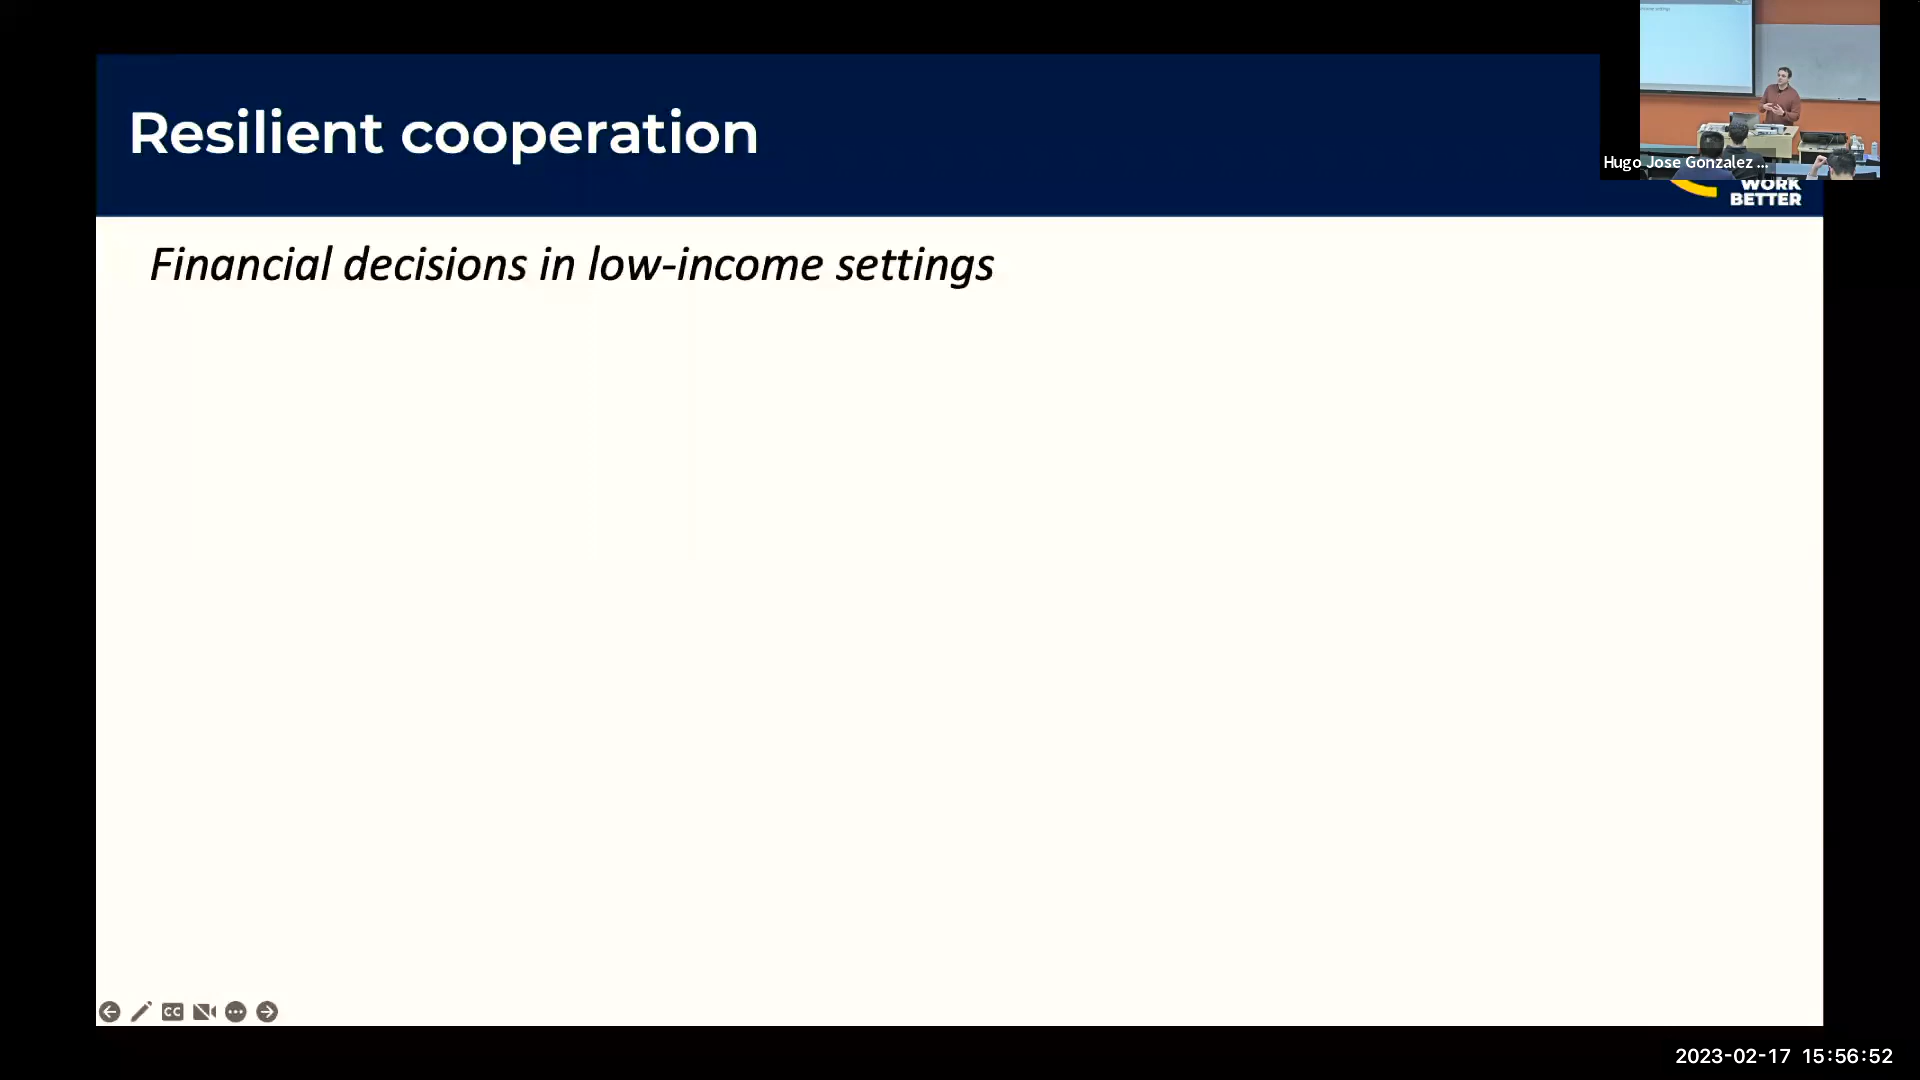 Resilient cooperation
Hugo Jose Gonzalez ...
WORK
BETTER
Financial decisions in low-income settings
CC
2023-02-17 15:56:52